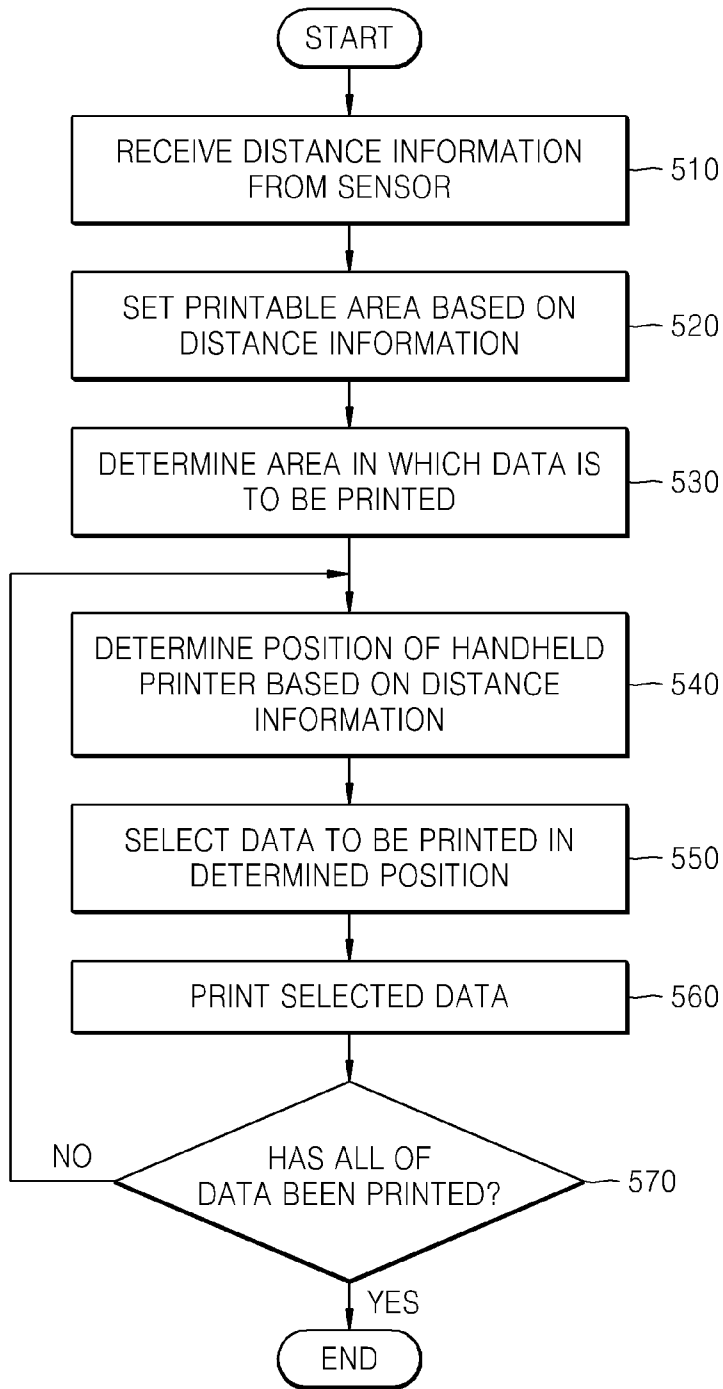 START
RECEIVE DISTANCE INFORMATION
FROM SENSOR
510
SET PRINTABLE AREA BASED ON
DISTANCE INFORMATION
520
DETERMINE AREA IN WHICH DATA IS
TO BE PRINTED
530
DETERMINE POSITION OF HANDHELD
PRINTER BASED ON DISTANCE
INFORMATION
540
SELECT DATA TO BE PRINTED IN
DETERMINED POSITION
550
PRINT SELECTED DATA
560
NO
HAS ALL OF
DATA BEEN PRINTED?
570
YES
END